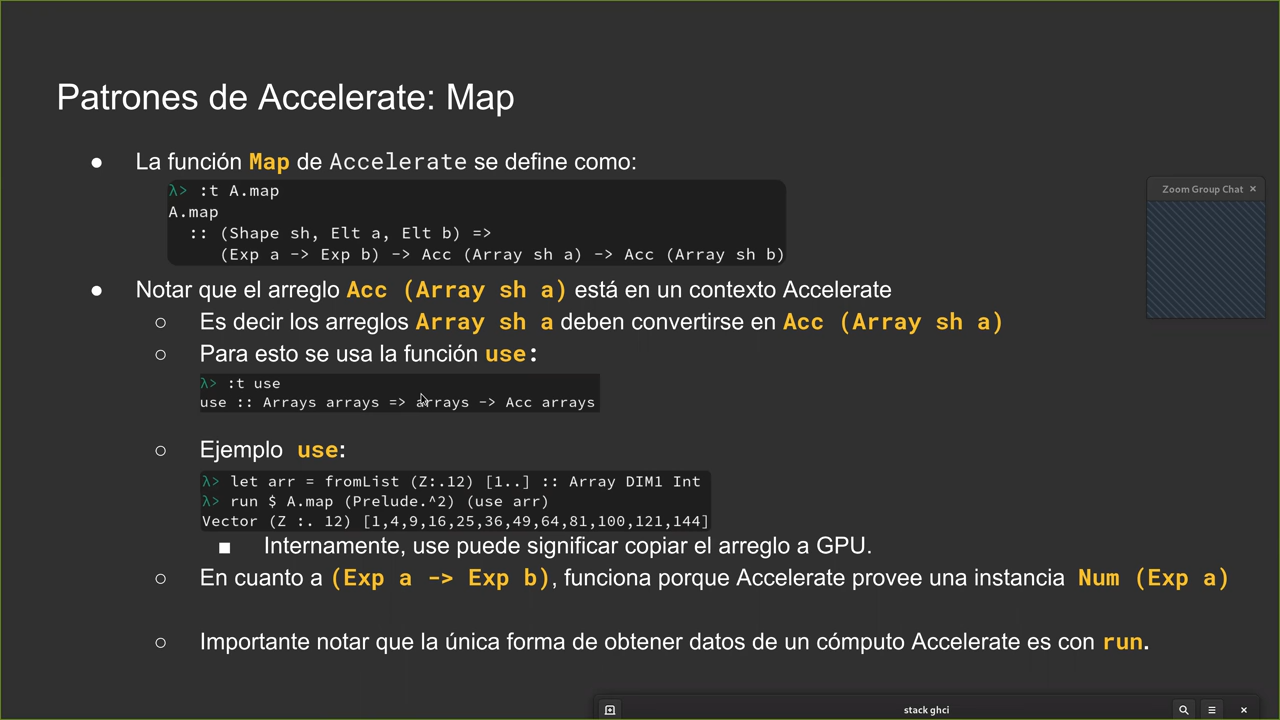 Patrones de Accelerate: Map
● La función Map de Accelerate se define como:
λ> :t A.map
A.map
:: (Shape sh, Elt a, Elt b) =>
(Exp a -> Exp b) -> Acc (Array sh a) -> Acc (Array sh b)
Zoom Group Chat ×
● Notar que el arreglo Acc (Array sh a) está en un contexto Accelerate
○ Es decir los arreglos Array sh a deben convertirse en Acc (Array sh a)
○ Para esto se usa la función use:
λ> :t use
use :: Arrays arrays => arrays -> Acc arrays
○ Ejemplo use:
λ> let arr = fromList (Z:.12) [1..] :: Array DIM1 Int
λ> run $ A.map (Prelude.^2) (use arr)
Vector (Z :. 12) [1,4,9,16,25,36,49,64,81,100,121,144]
■ Internamente, use puede significar copiar el arreglo a GPU.
○ En cuanto a (Exp a -> Exp b), funciona porque Accelerate provee una instancia Num (Exp a)
○ Importante notar que la única forma de obtener datos de un cómputo Accelerate es con run.
stack ghci